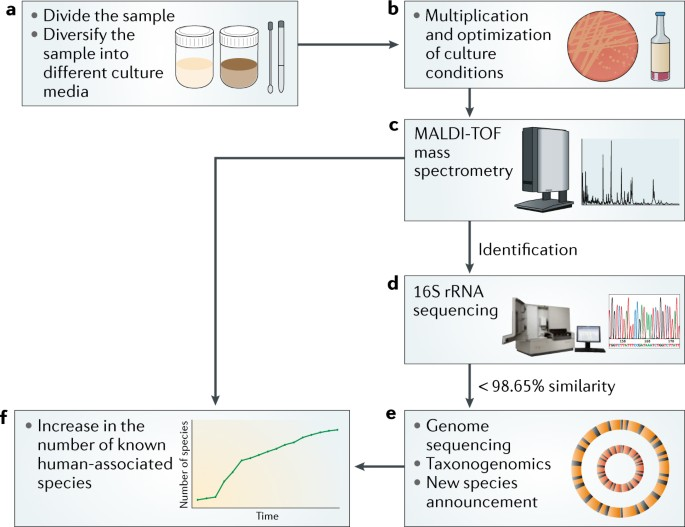 a
• Divide the sample
• Diversify the
sample into
different culture
media
b
• Multiplication
and optimization
of culture
conditions
c
MALDI-TOF
mass
spectrometry
Identification
d
16S rRNA
sequencing
< 98.65% similarity
e
• Genome
sequencing
• Taxonogenomics
• New species
announcement
f
• Increase in the
number of known
human-associated
species
Number of species
Time